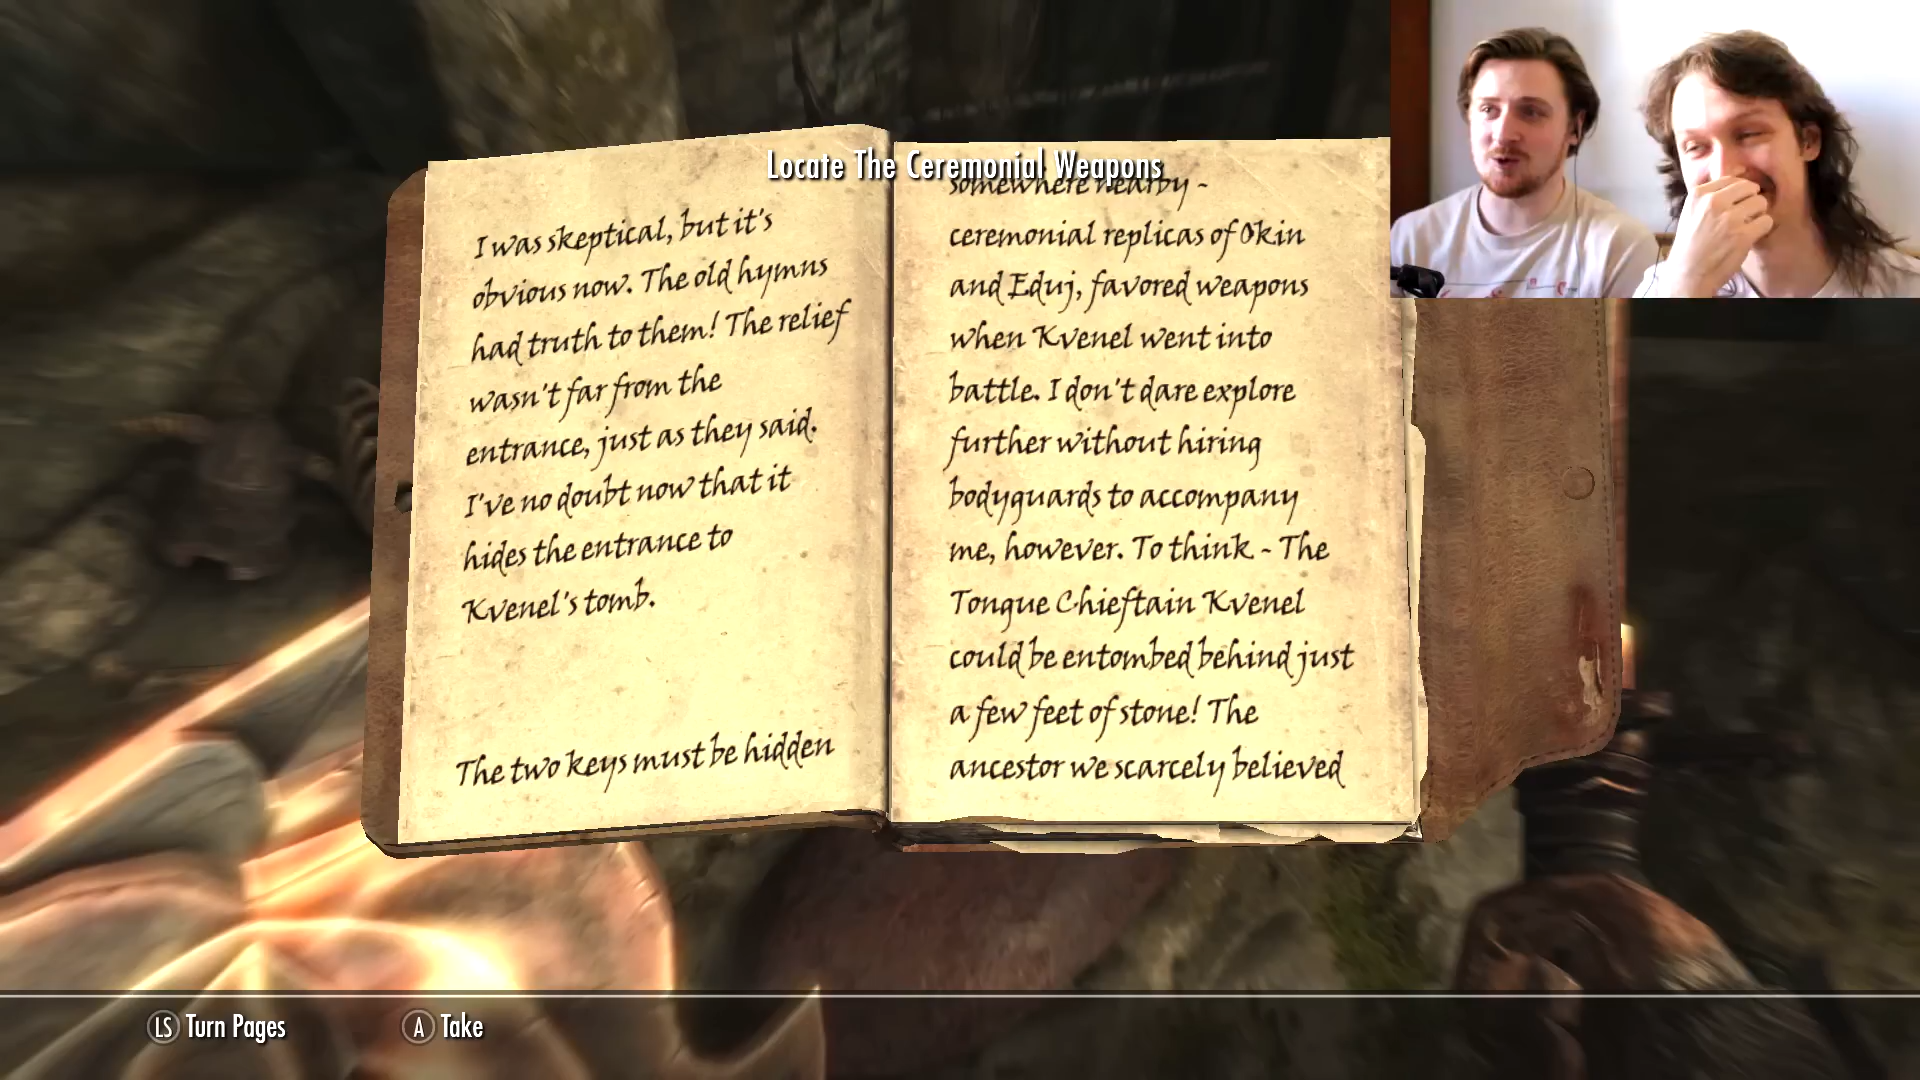 Locate The Ceremonial Weapons
I was skeptical, but it's
obvious now. The old hymns
had truth to them! The relief
wasn't far from the
entrance, just as they said.
I've no doubt now that it
hides the entrance to
Kvenel's tomb.
The two keys must be hidden
somewhere nearby -
ceremonial replicas of Okin
and Eduj, favored weapons
when Kvenel went into
battle. I don't dare explore
further without hiring
bodyguards to accompany
me, however. To think - The
Tongue Chieftain Kvenel
could be entombed behind just
a few feet of stone! The
ancestor we scarcely believed
LS Turn Pages
A Take